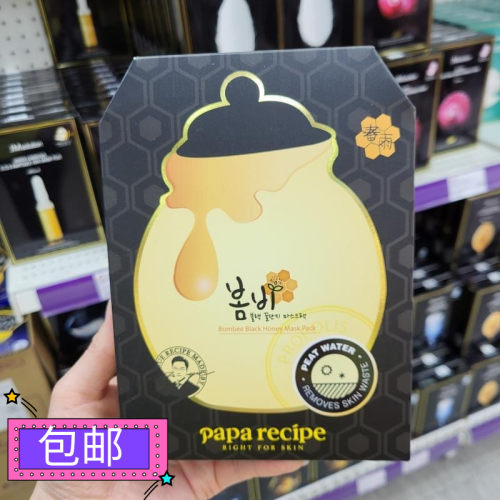 春雨
봄비
블랙 꿀단지 마스크팩
Bombee Black Honey Mask Pack
PROPOLIS
PEAT WATER
REMOVES SKIN WASTE
papa recipe
RIGHT FOR SKIN
包邮